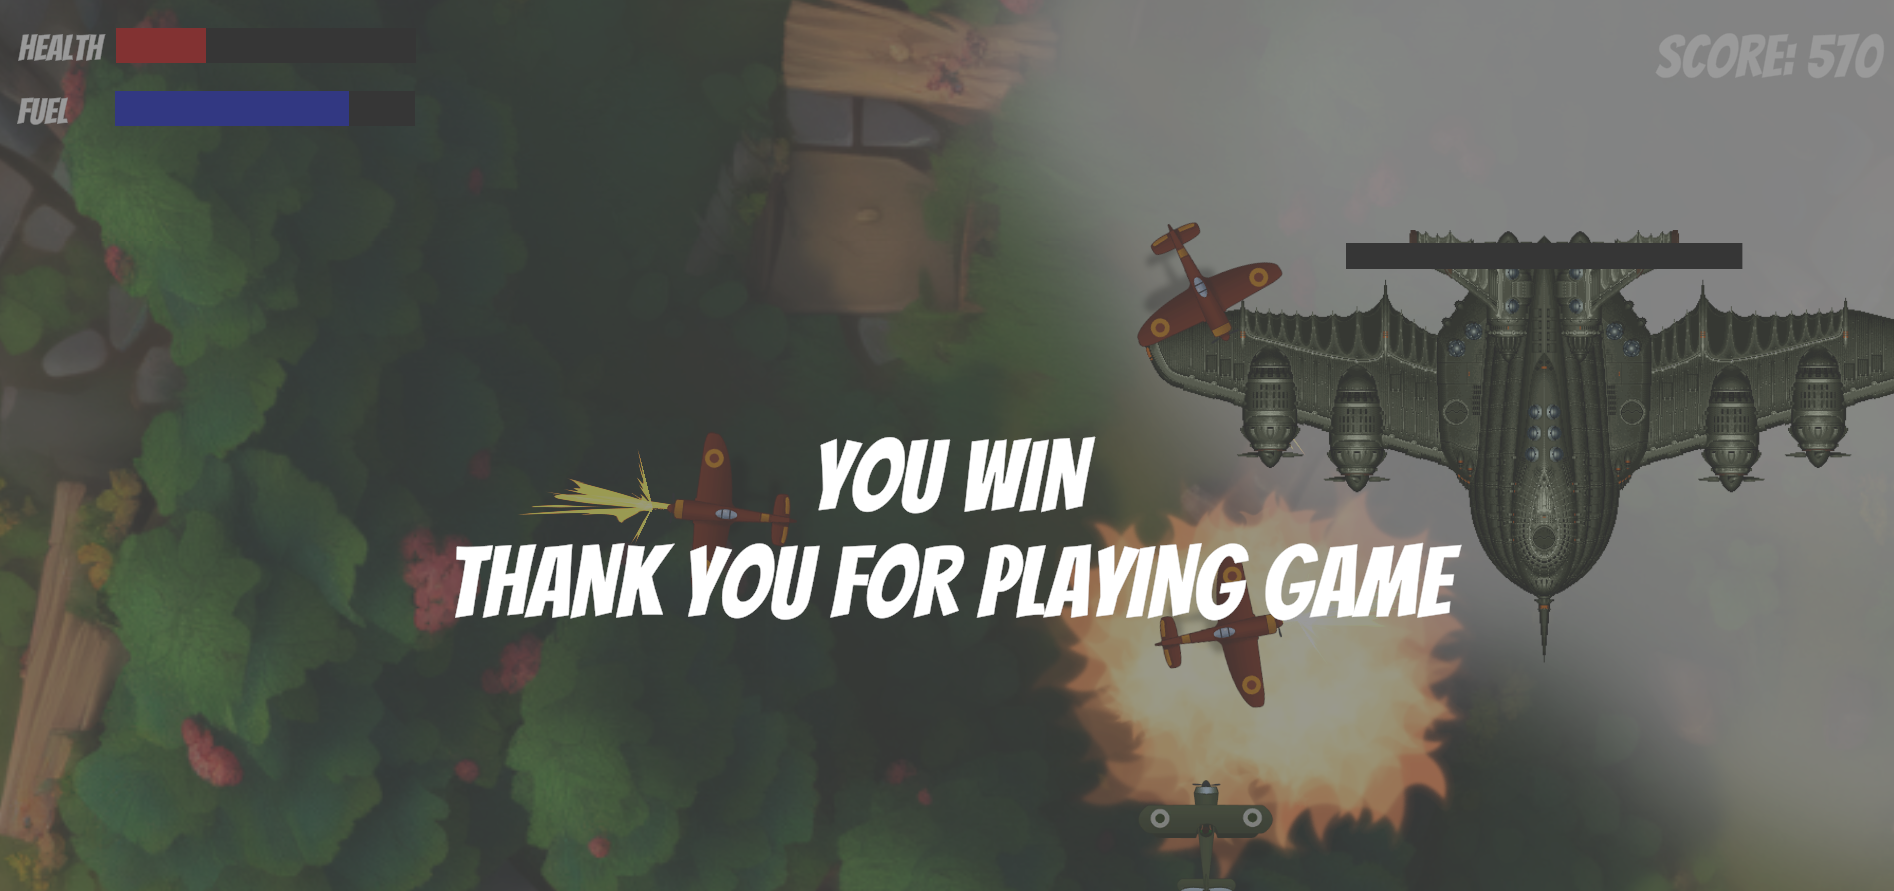 HEALTH
SCORE: 570
FUEL
YOU WIN
THANK YOU FOR PLAYING GAME